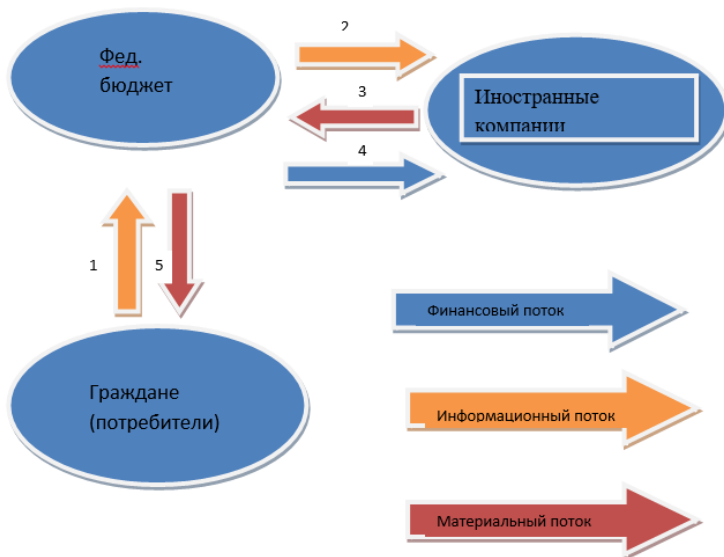 Фед.
бюджет
2
Иностранные
компании
3
4
1
5
Финансовый поток
Граждане
(потребители)
Информационный поток
Материальный поток